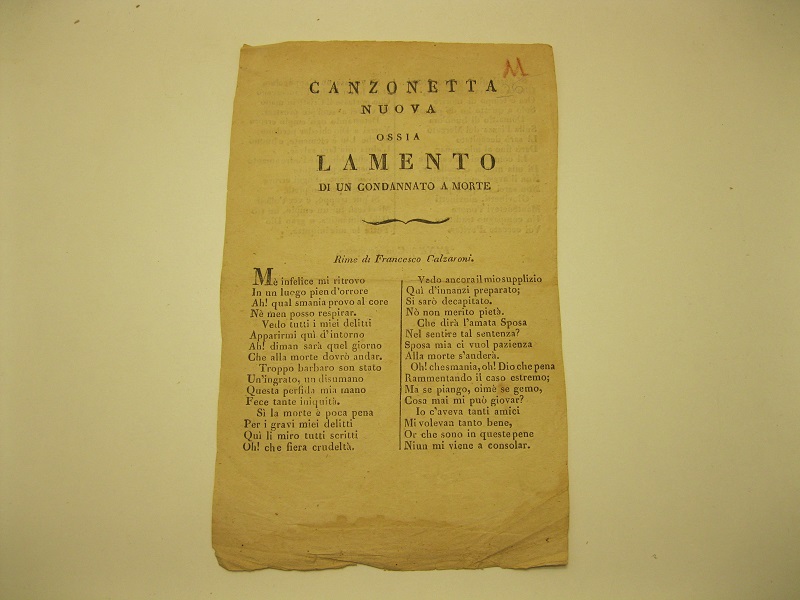 CANZONETTA
NUOVA
OSSIA
LAMENTO
DI UN CONDANNATO A MORTE
Rime di Francesco Calzaroni.
Mè infelice mi ritrovo
In un luogo pien d'orrore
Ah! qual smania provo al core
Nè men posso respirar.
Vedo tutti i miei delitti
Apparirmi quì d'intorno
Ah! diman sarà quel giorno
Che alla morte dovrò andar.
Troppo barbaro son stato
Un'ingrato, un disumano
Questa perfida mia mano
Fece tante iniquità.
Sì la morte è poca pena
Per i gravi miei delitti
Quì li miro tutti scritti
Oh! che fiera crudeltà.
Vedo ancora il mio supplizio
Quì d'innanzi preparato;
Si sarò decapitato.
Nò non merito pietà.
Che dirà l'amata Sposa
Nel sentire tal sentenza?
Sposa mia ci vuol pazienza
Alla morte s'anderà.
Oh! che smania, oh! Dio che pena
Rammentando il caso estremo;
Ma se piango, oimè se gemo,
Cosa mai mi può giovar?
Io c'aveva tanti amici
Mi volevan tanto bene,
Or che sono in queste pene
Niun mi viene a consolar.